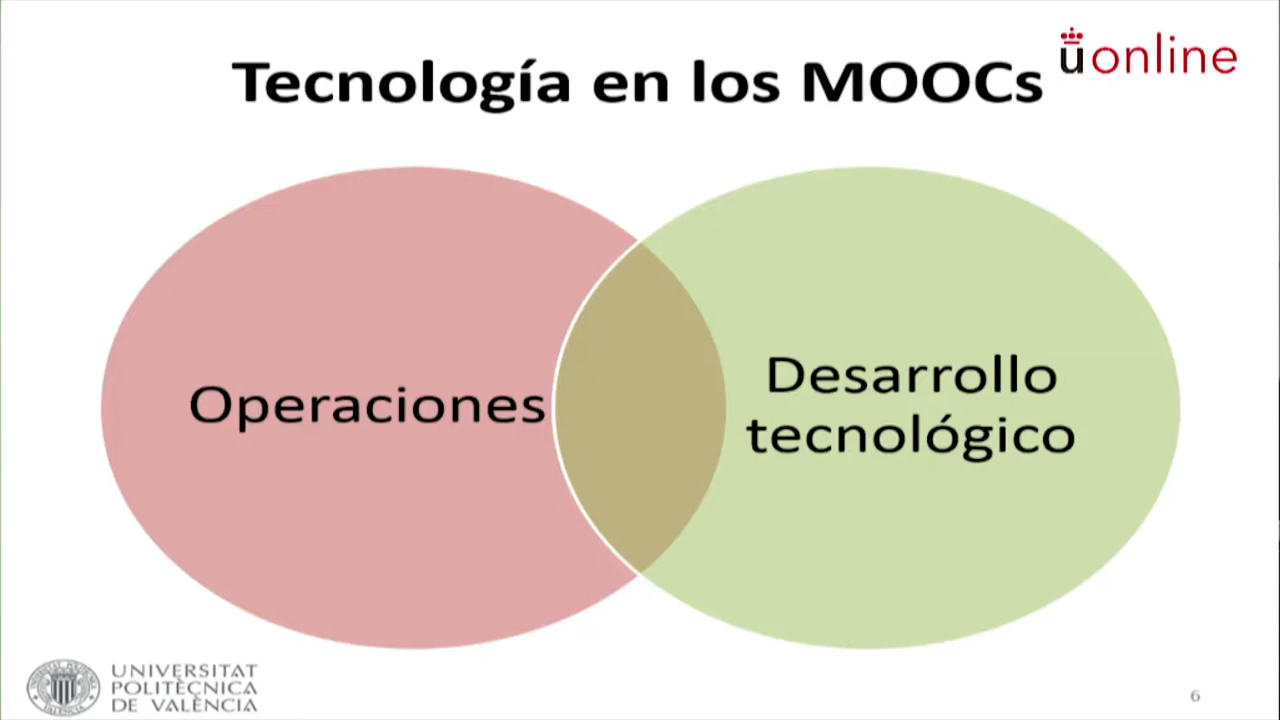 Tecnología en los MOOCs
üonline
Operaciones
Desarrollo
tecnológico
UNIVERSITAT
POLITÈCNICA
DE VALÈNCIA
6